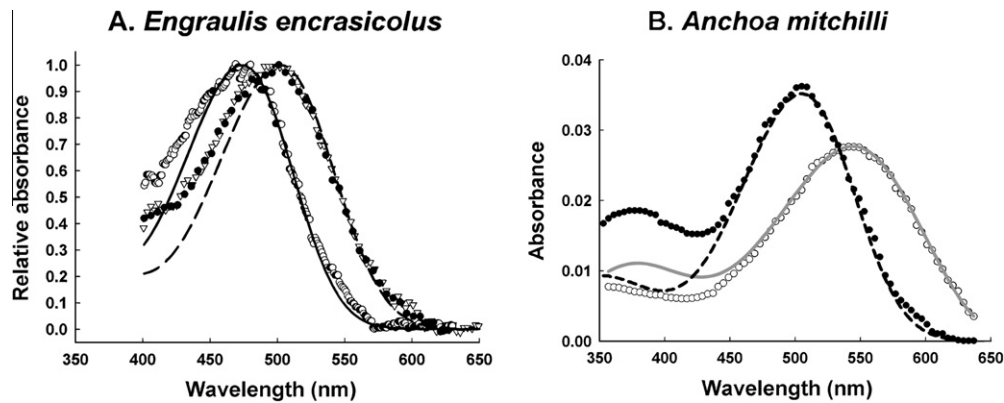 A. Engraulis encrasicolus
Relative absorbance
1.0
0.9
0.8
0.7
0.6
0.5
0.4
0.3
0.2
0.1
0.0
350 400 450 500 550 600 650
Wavelength (nm)
B. Anchoa mitchilli
Absorbance
0.04
0.03
0.02
0.01
0.00
350 400 450 500 550 600 650
Wavelength (nm)